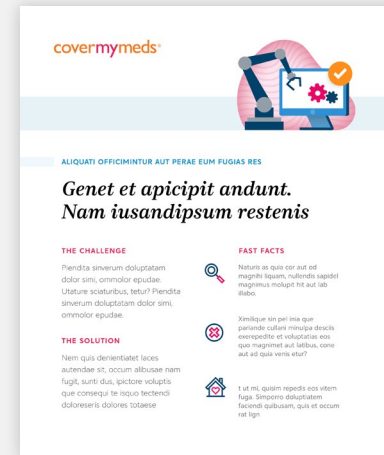 covermymeds®
ALIQUATI OFFICIMINTUR AUT PERAE EUM FUGIAS RES
Genet et apicipit andunt.
Nam iusandipsum restenis
THE CHALLENGE
Piendita sinverum doluptatam
dolor simi, ommolor epudae.
Utature sciaturibus, tetur? Piendita
sinverum doluptatam dolor simi,
ommolor epudae.
THE SOLUTION
Nem quis denientiatet laces
autendae sit, occum alibusae nam
fugit, sunti dus, ipictore voluptis
que consequi te isquo tectendi
doloreseris dolores totaese
FAST FACTS
Naturis as quia cor aut od
magnihi liquam, nullendis sapidel
magnimus molupit hit aut lab
illabo.
Ximilique sin pel inia que
pariande cullani minulpa desciis
exerepedite et voluptatias eos
quo magnimet aut latibus, cone
aut ad quia venis etur?
t ut mi, quisim repedis eos vitem
fuga. Simporro doluptiatem
faciendi quibusam, quis et occum
rat lign